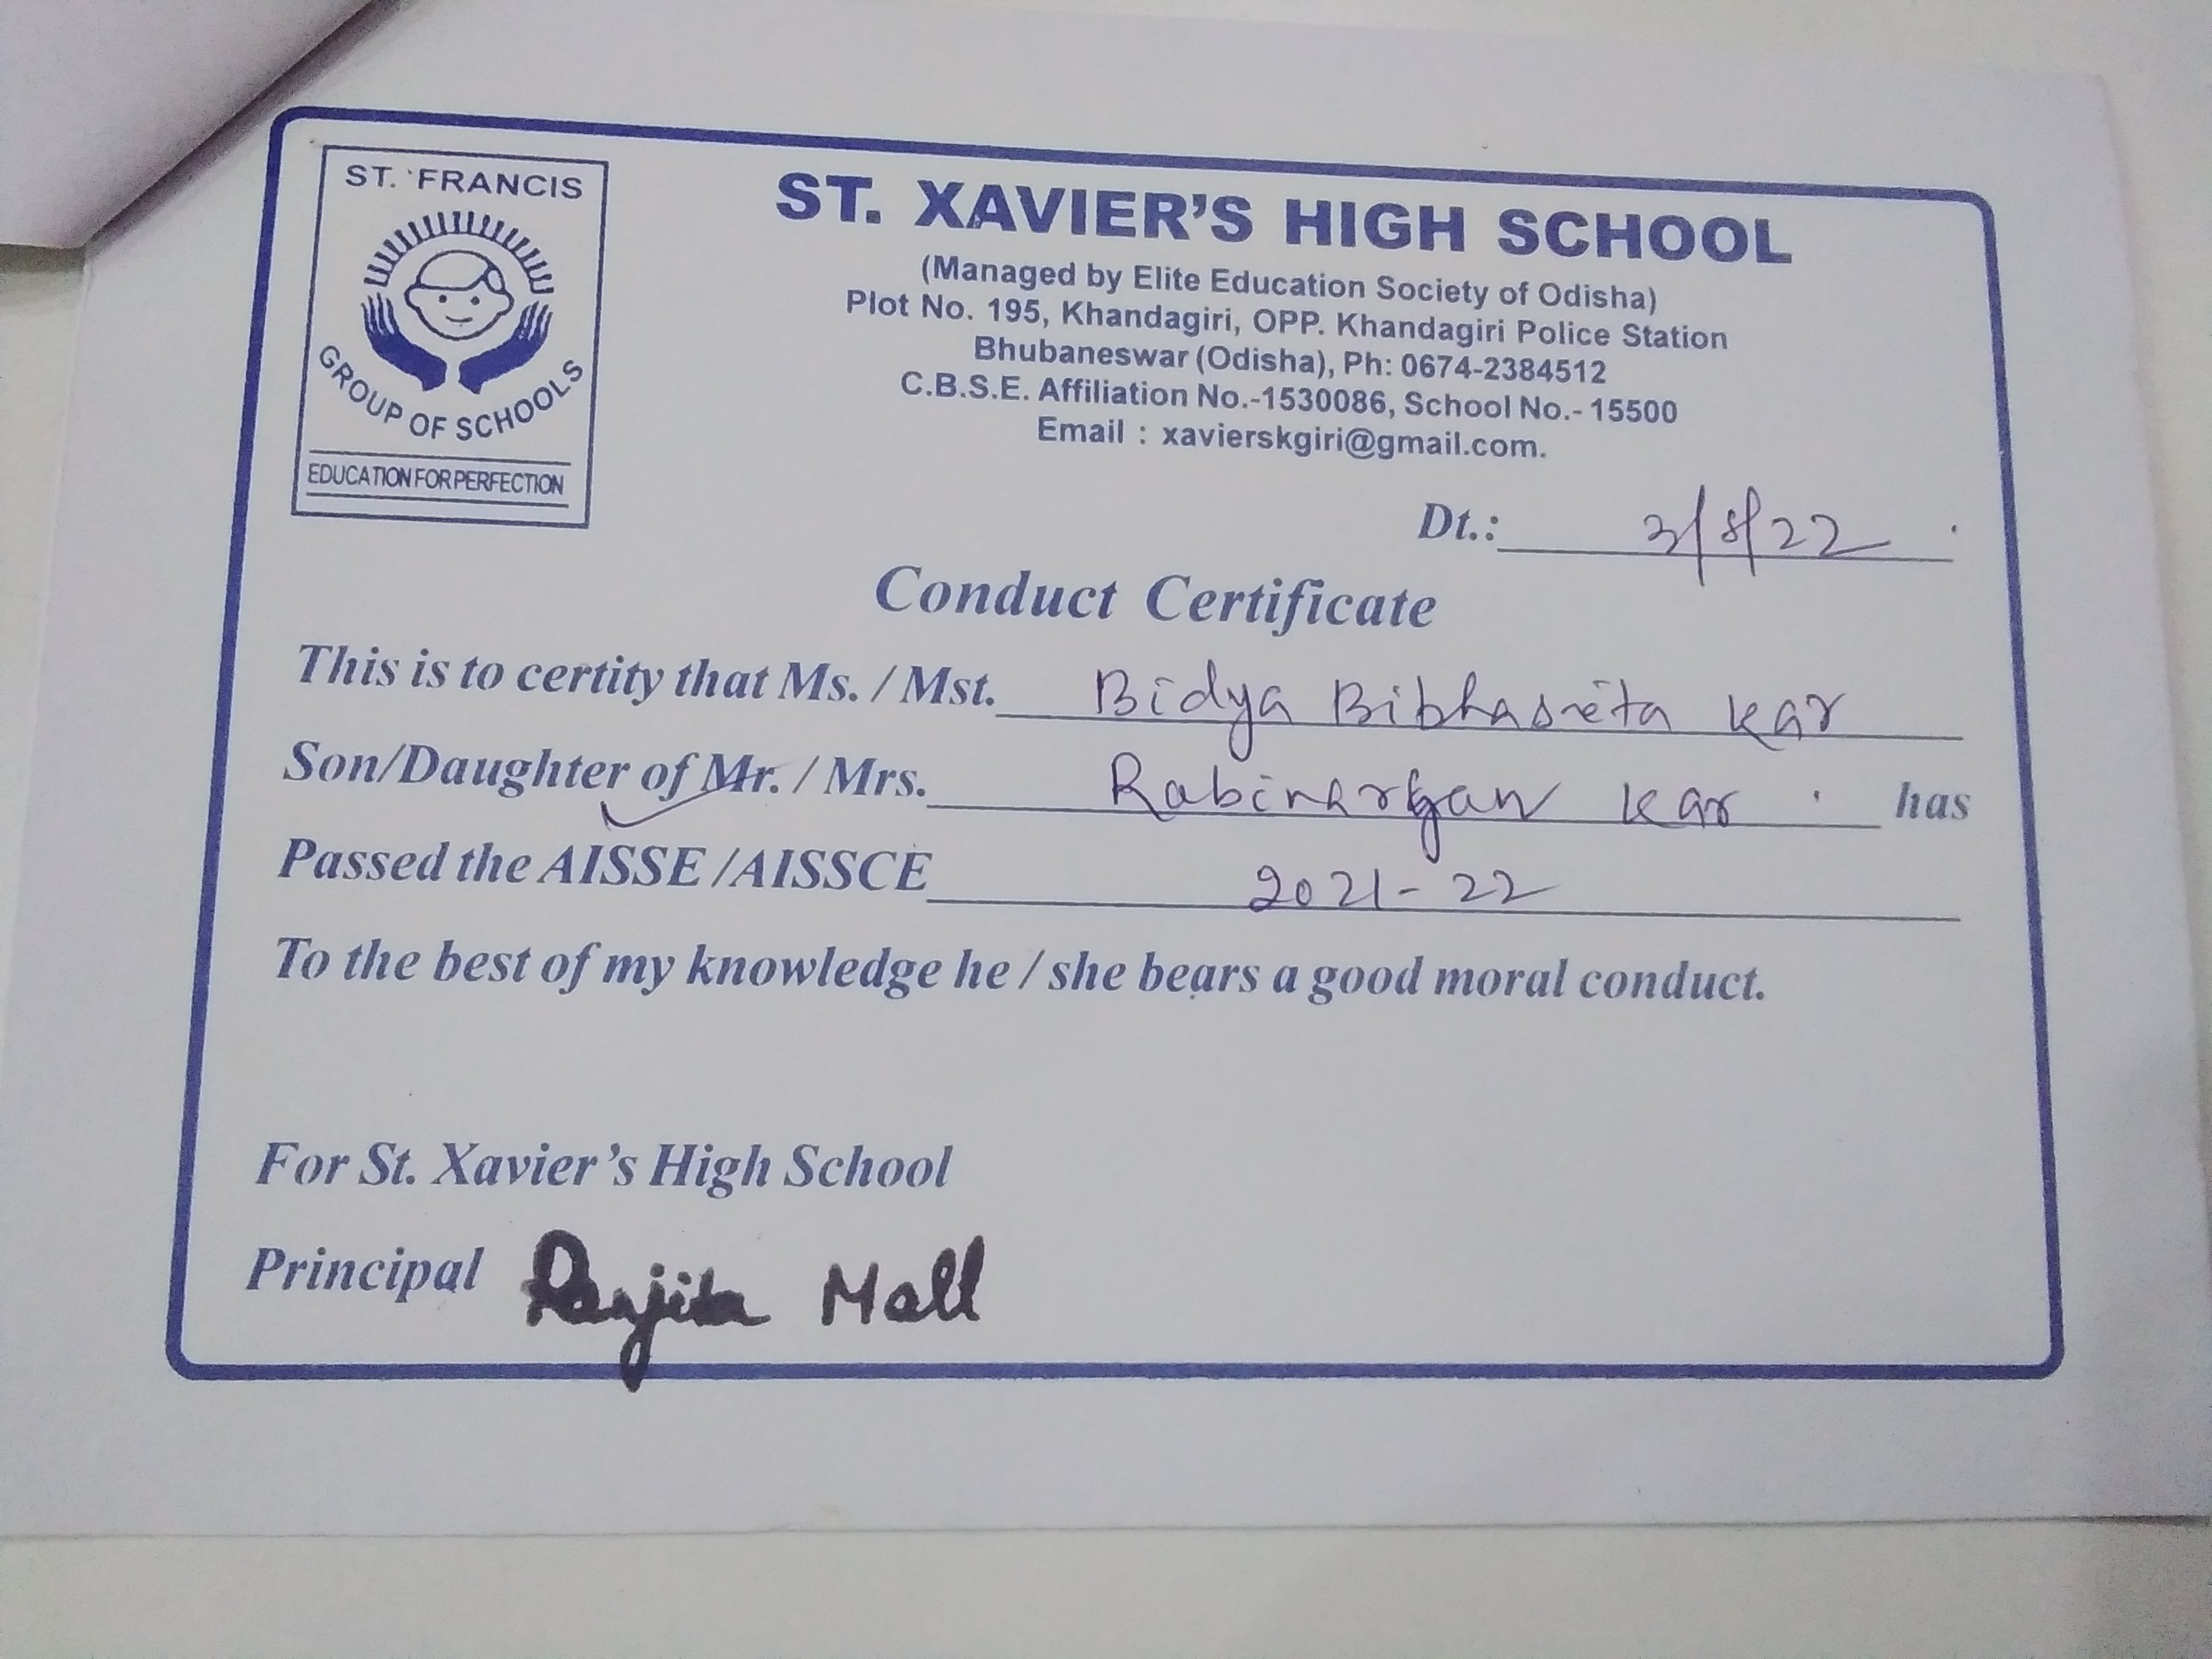 ST. FRANCIS
GROUP OF SCHOOLS
EDUCATION FOR PERFECTION
ST. XAVIER'S HIGH SCHOOL
(Managed by Elite Education Society of Odisha)
Plot No. 195, Khandagiri, OPP. Khandagiri Police Station
Bhubaneswar (Odisha), Ph: 0674-2384512
C.B.S.E. Affiliation No.-1530086, School No.- 15500
Email : xavierskgiri@gmail.com.
Dt.: 3/8/22
Conduct Certificate
This is to certity that Ms. / Mst. Bidya Bibhasita Kar
Son/Daughter of Mr. / Mrs. Rabinarayan Kar has
Passed the AISSE /AISSCE 2021-22
To the best of my knowledge he / she bears a good moral conduct.
For St. Xavier's High School
Principal Ranjita Mall